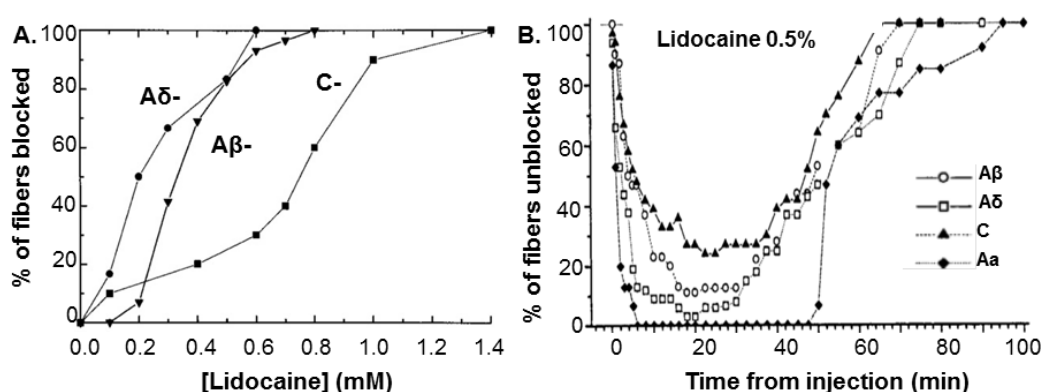 A.
% of fibers blocked
100
80
60
40
20
0
Aδ-
Aβ-
C-
0.0 0.2 0.4 0.6 0.8 1.0 1.2 1.4
[Lidocaine] (mM)
B.
Lidocaine 0.5%
% of fibers unblocked
100
80
60
40
20
0
Aβ
Aδ
C
Aa
0 20 40 60 80 100
Time from injection (min)